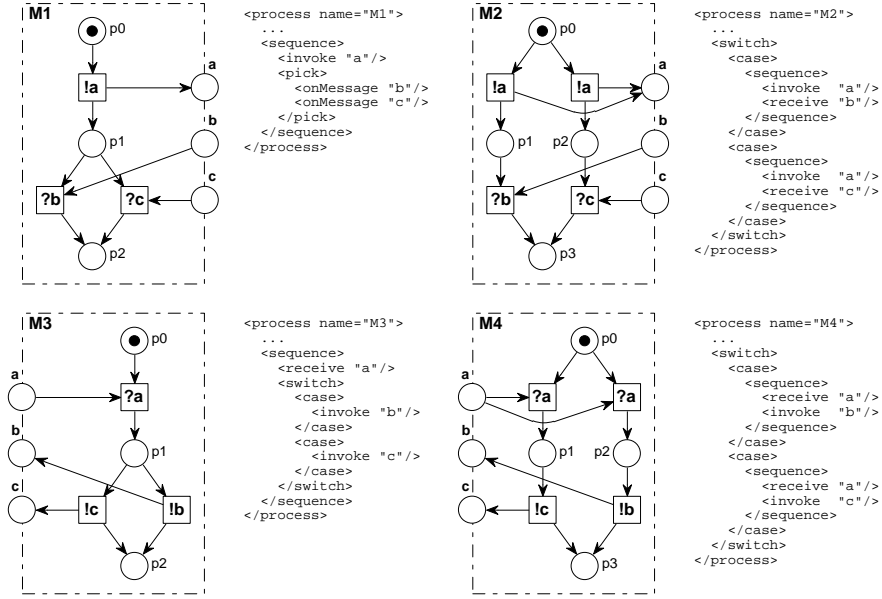 M1
p0
!a
a
p1
b
?b
?c
c
p2
<process name="M1">
...
<sequence>
<invoke "a"/>
<pick>
<onMessage "b"/>
<onMessage "c"/>
</pick>
</sequence>
</process>
M2
p0
!a
!a
a
p1
p2
b
?b
?c
c
p3
<process name="M2">
...
<switch>
<case>
<sequence>
<invoke "a"/>
<receive "b"/>
</sequence>
</case>
<case>
<sequence>
<invoke "a"/>
<receive "c"/>
</sequence>
</case>
</switch>
</process>
M3
p0
a
?a
b
p1
c
!c
!b
p2
<process name="M3">
...
<sequence>
<receive "a"/>
<switch>
<case>
<invoke "b"/>
</case>
<case>
<invoke "c"/>
</case>
</switch>
</sequence>
</process>
M4
p0
a
?a
?a
b
p1
p2
c
!c
!b
p3
<process name="M4">
...
<switch>
<case>
<sequence>
<receive "a"/>
<invoke "b"/>
</sequence>
</case>
<case>
<sequence>
<receive "a"/>
<invoke "c"/>
</sequence>
<case>
</switch>
</process>